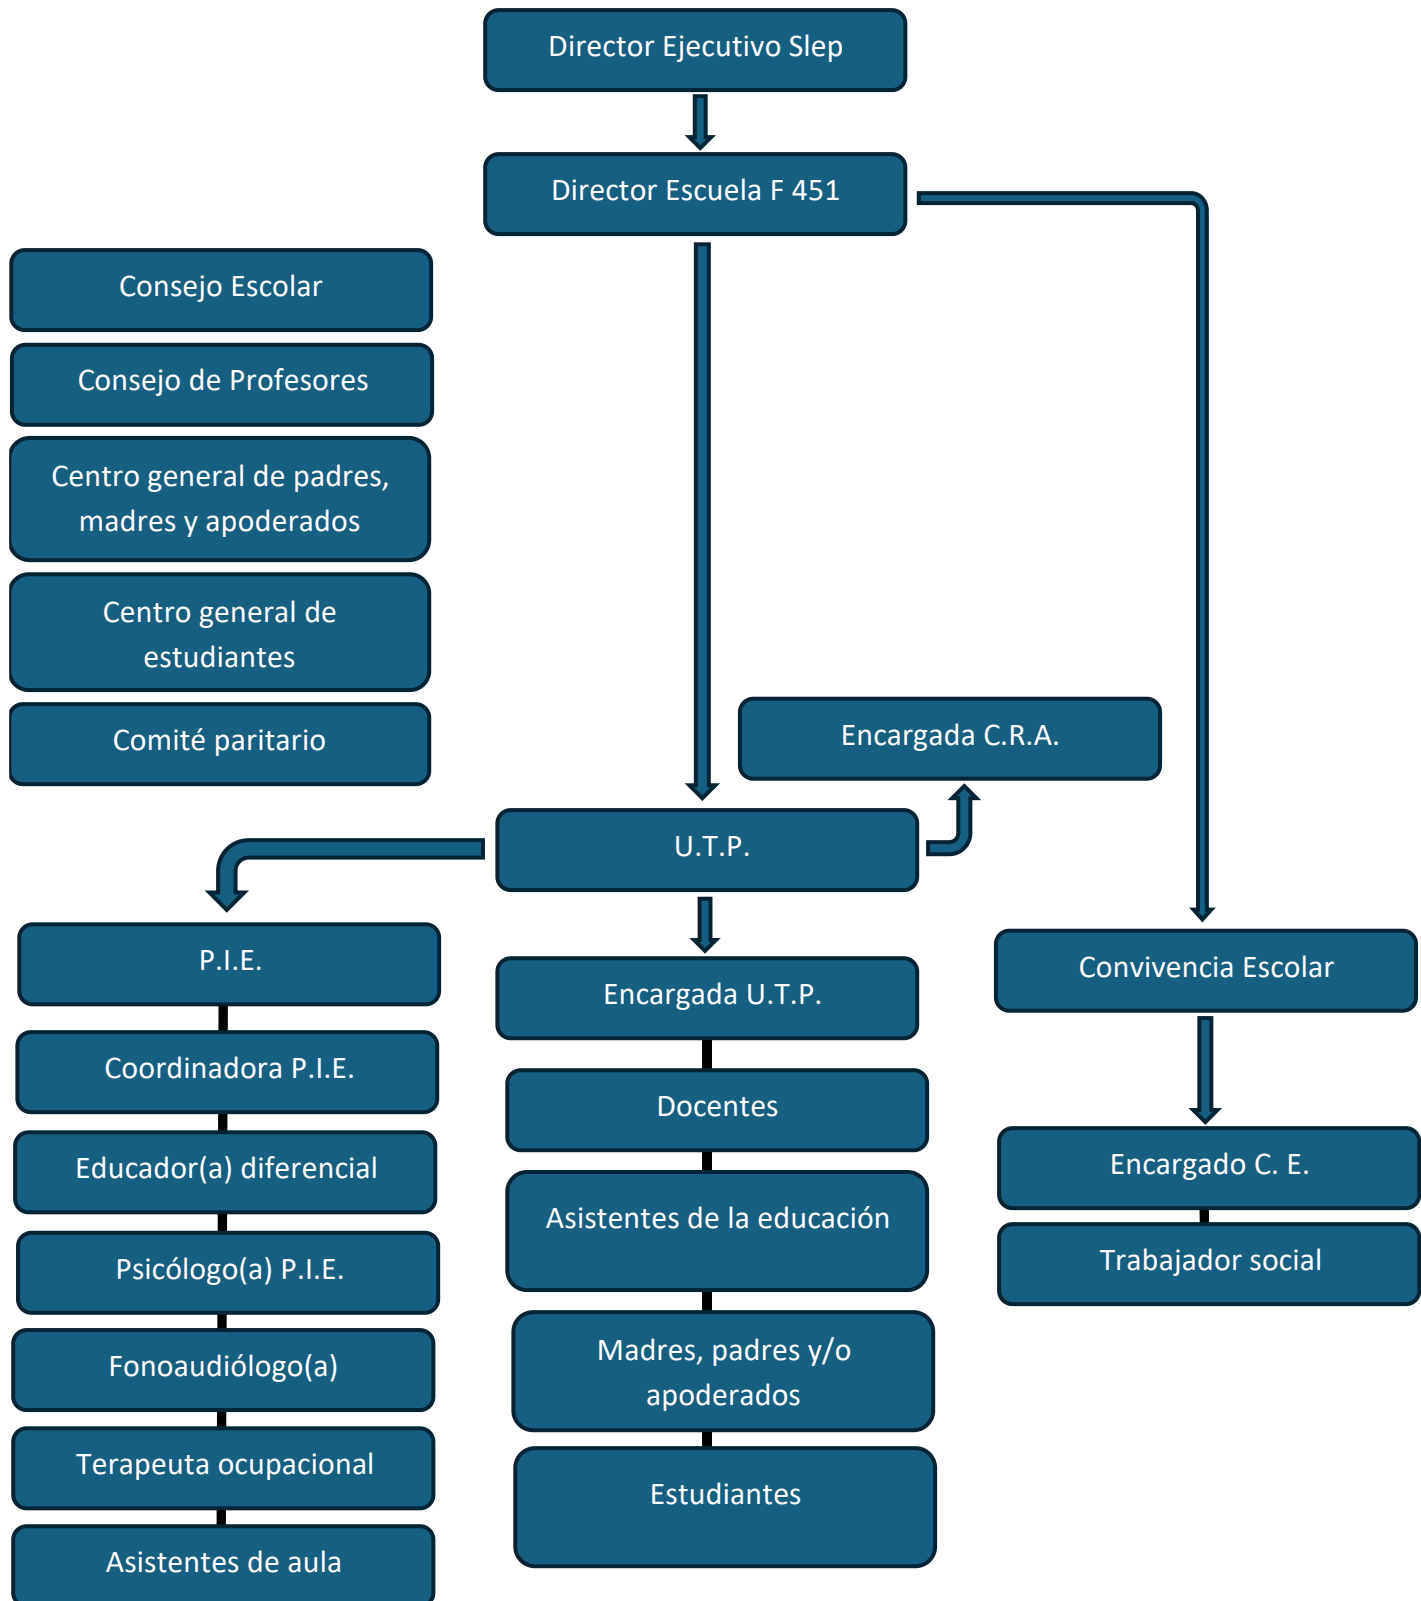 Director Ejecutivo Slep
Director Escuela F 451
Consejo Escolar
Consejo de Profesores
Centro general de padres,
madres y apoderados
Centro general de
estudiantes
Comité paritario
Encargada C.R.A.
U.T.P.
P.I.E.
Coordinadora P.I.E.
Educador(a) diferencial
Psicólogo(a) P.I.E.
Fonoaudiólogo(a)
Terapeuta ocupacional
Asistentes de aula
Encargada U.T.P.
Docentes
Asistentes de la educación
Madres, padres y/o
apoderados
Estudiantes
Convivencia Escolar
Encargado C. E.
Trabajador social